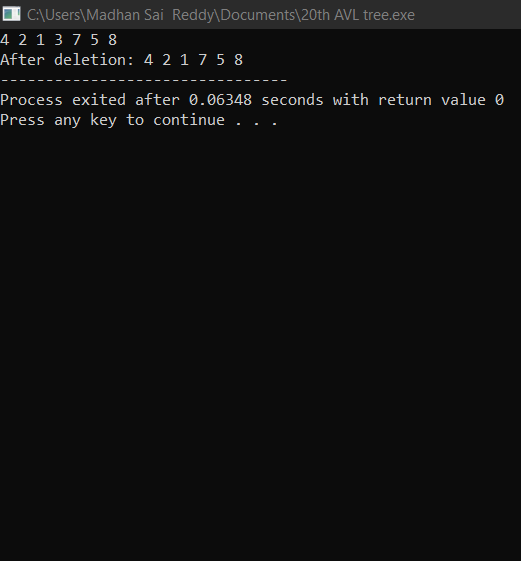 C:\Users\Madhan Sai  Reddy\Documents\20th AVL tree.exe
4 2 1 3 7 5 8
After deletion: 4 2 1 7 5 8
--------------------------------
Process exited after 0.06348 seconds with return value 0
Press any key to continue . . .